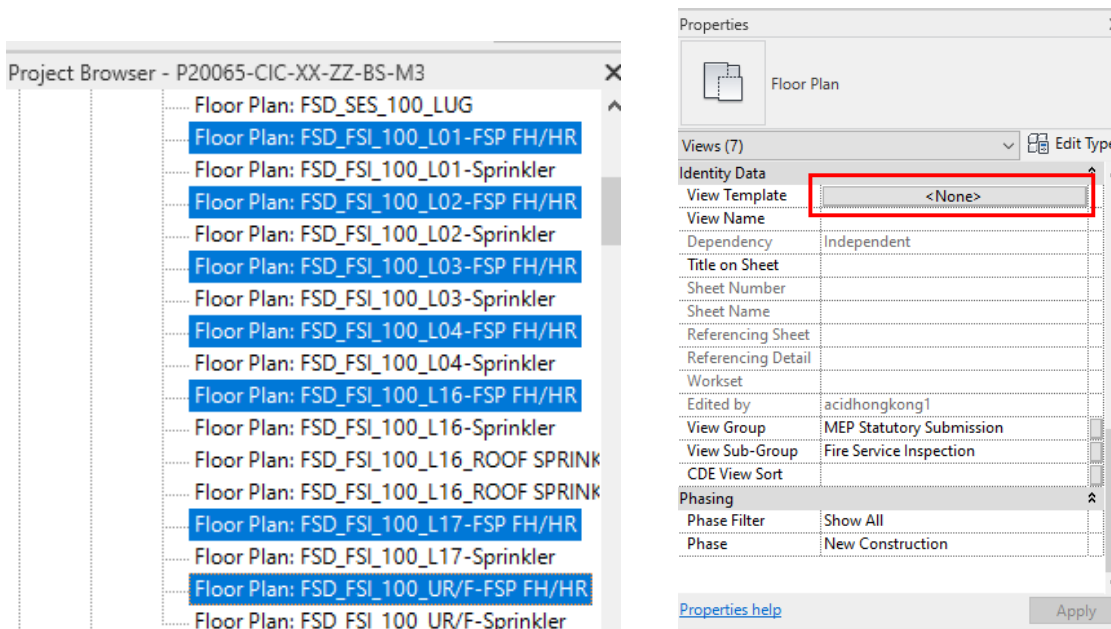 Project Browser - P20065-CIC-XX-ZZ-BS-M3
Floor Plan: FSD_SES_100_LUG
Floor Plan: FSD_FSI_100_L01-FSP FH/HR
Floor Plan: FSD_FSI_100_L01-Sprinkler
Floor Plan: FSD_FSI_100_L02-FSP FH/HR
Floor Plan: FSD_FSI_100_L02-Sprinkler
Floor Plan: FSD_FSI_100_L03-FSP FH/HR
Floor Plan: FSD_FSI_100_L03-Sprinkler
Floor Plan: FSD_FSI_100_L04-FSP FH/HR
Floor Plan: FSD_FSI_100_L04-Sprinkler
Floor Plan: FSD_FSI_100_L16-FSP FH/HR
Floor Plan: FSD_FSI_100_L16-Sprinkler
Floor Plan: FSD_FSI_100_L16_ROOF SPRINK
Floor Plan: FSD_FSI_100_L16_ROOF SPRINK
Floor Plan: FSD_FSI_100_L17-FSP FH/HR
Floor Plan: FSD_FSI_100_L17-Sprinkler
Floor Plan: FSD_FSI_100_UR/F-FSP FH/HR
Floor Plan: FSD_FSI_100_UR/F-Sprinkler
Properties
Floor Plan
Views (7) Edit Type
Identity Data
View Template <None>
View Name
Dependency Independent
Title on Sheet
Sheet Number
Sheet Name
Referencing Sheet
Referencing Detail
Workset
Edited by acidhongkong1
View Group MEP Statutory Submission
View Sub-Group Fire Service Inspection
CDE View Sort
Phasing
Phase Filter Show All
Phase New Construction
Properties help Apply